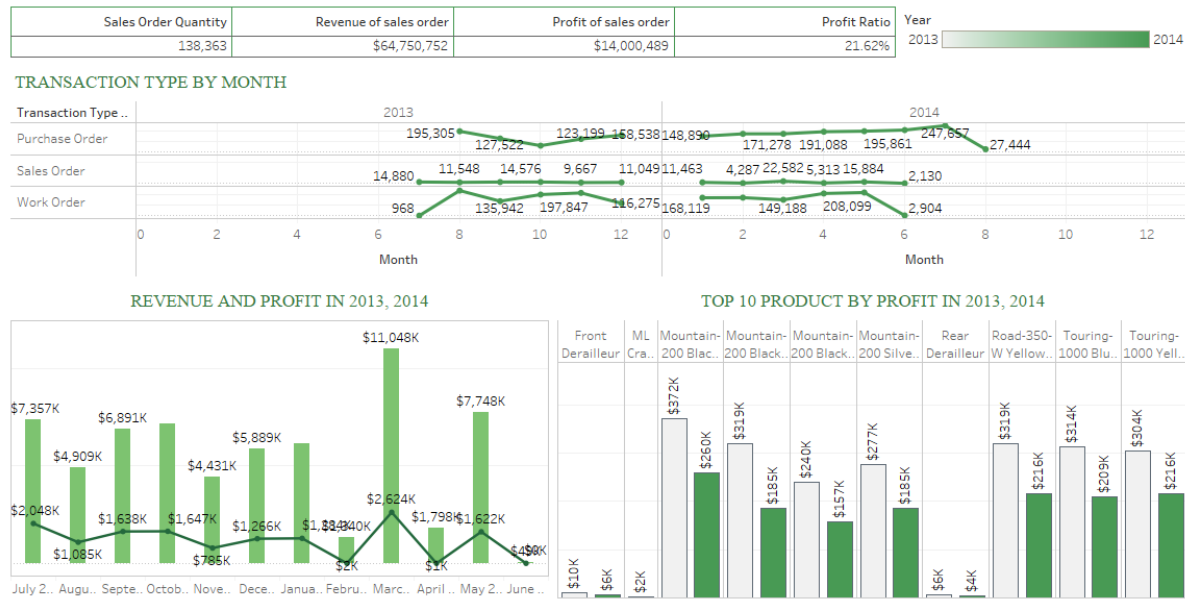 Sales Order Quantity Revenue of sales order Profit of sales order Profit Ratio
138,363 $64,750,752 $14,000,489 21.62%
Year
2013 2014
TRANSACTION TYPE BY MONTH
Transaction Type .. 2013 2014
Purchase Order 195,305 127,522 123,199 158,538 148,890 171,278 191,088 195,861 247,657 27,444
Sales Order 14,880 11,548 14,576 9,667 11,049 11,463 4,287 22,582 5,313 15,884 2,130
Work Order 968 135,942 197,847 116,275 168,119 149,188 208,099 2,904
0 2 4 6 8 10 12 0 2 4 6 8 10 12
Month Month
REVENUE AND PROFIT IN 2013, 2014
$11,048K
$7,357K $6,891K $7,748K
$4,909K $5,889K
$4,431K
$2,048K $2,624K
$1,638K $1,647K $1,266K $1,798K $1,622K
$1,085K $785K $2K $1K
July 2.. Augu.. Septe.. Octob.. Nove.. Dece.. Janua.. Febru.. Marc.. April .. May 2.. June ..
TOP 10 PRODUCT BY PROFIT IN 2013, 2014
Front Derailleur
ML Cra..
Mountain-200 Blac..
Mountain-200 Black..
Mountain-200 Black..
Mountain-200 Silve..
Rear Derailleur
Road-350-W Yellow..
Touring-1000 Blu..
Touring-1000 Yell..
$10K $6K $2K $372K $260K $319K $185K $240K $157K $277K $185K $6K $4K $319K $216K $314K $209K $304K $216K